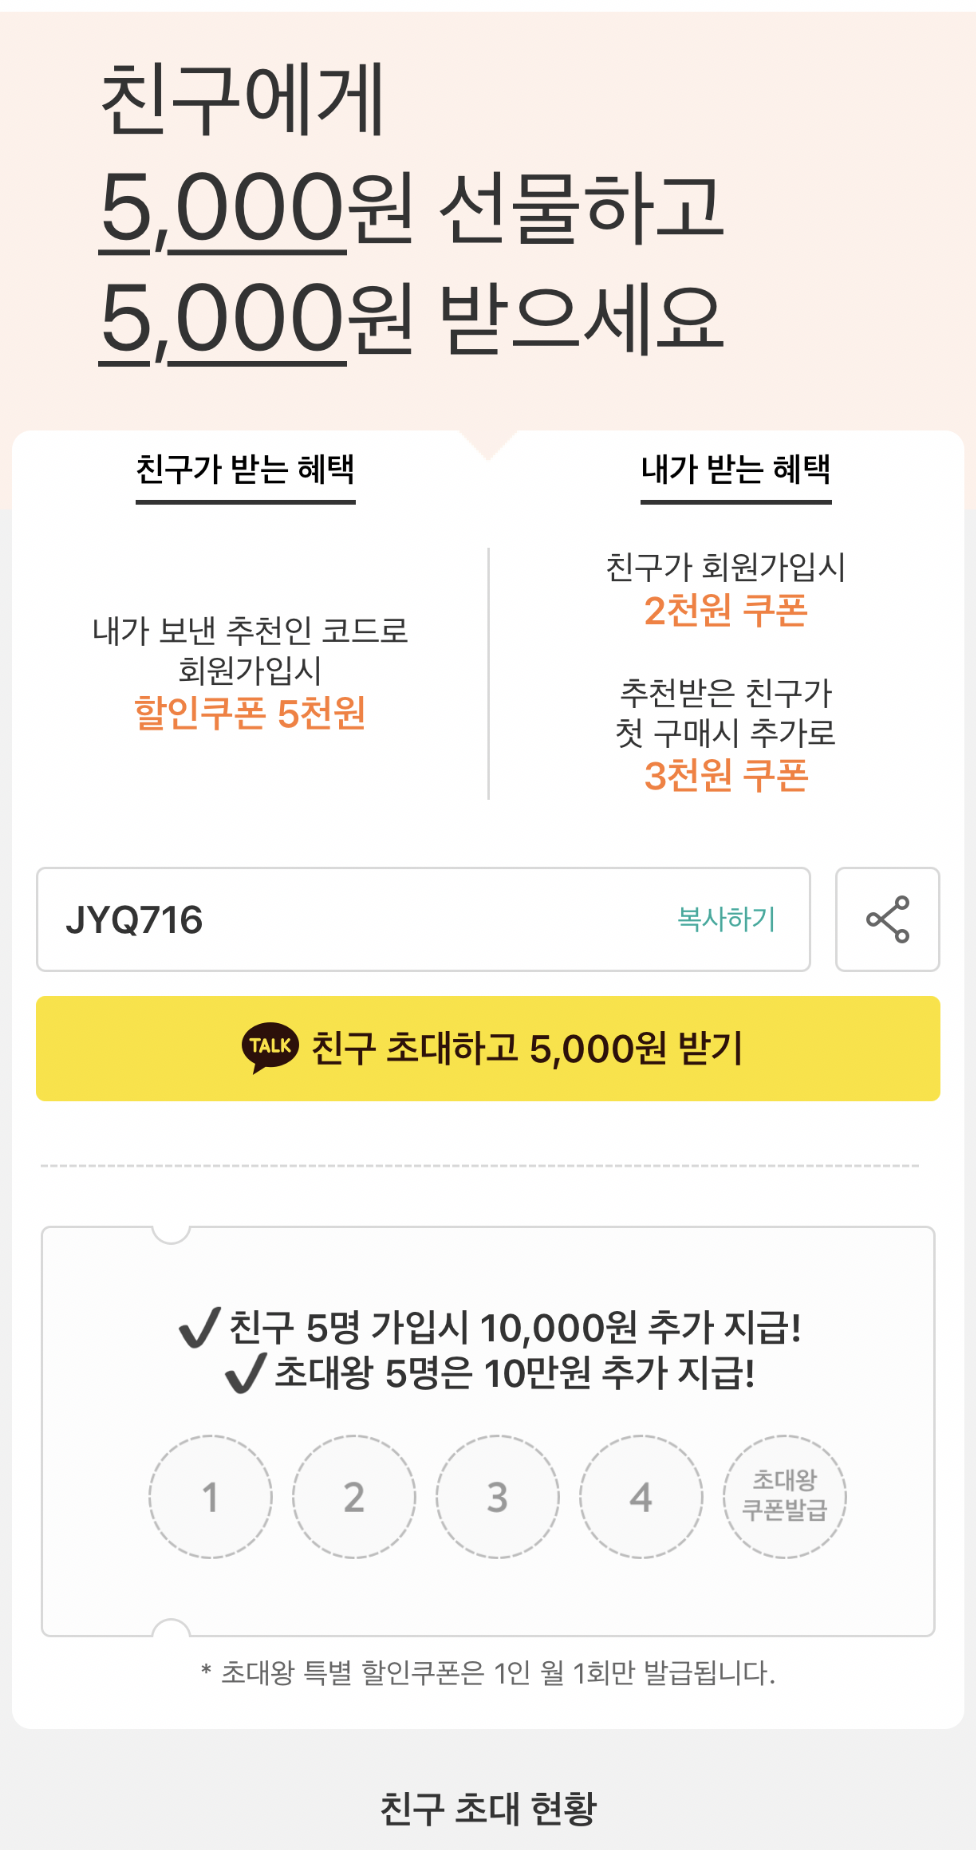 친구에게
5,000원 선물하고
5,000원 받으세요
친구가 받는 혜택
내가 보낸 추천인 코드로
회원가입시
할인쿠폰 5천원
내가 받는 혜택
친구가 회원가입시
2천원 쿠폰
추천받은 친구가
첫 구매시 추가로
3천원 쿠폰
JYQ716 복사하기
TALK 친구 초대하고 5,000원 받기
✔친구 5명 가입시 10,000원 추가 지급!
✔초대왕 5명은 10만원 추가 지급!
1 2 3 4 초대왕
쿠폰발급
* 초대왕 특별 할인쿠폰은 1인 월 1회만 발급됩니다.
친구 초대 현황